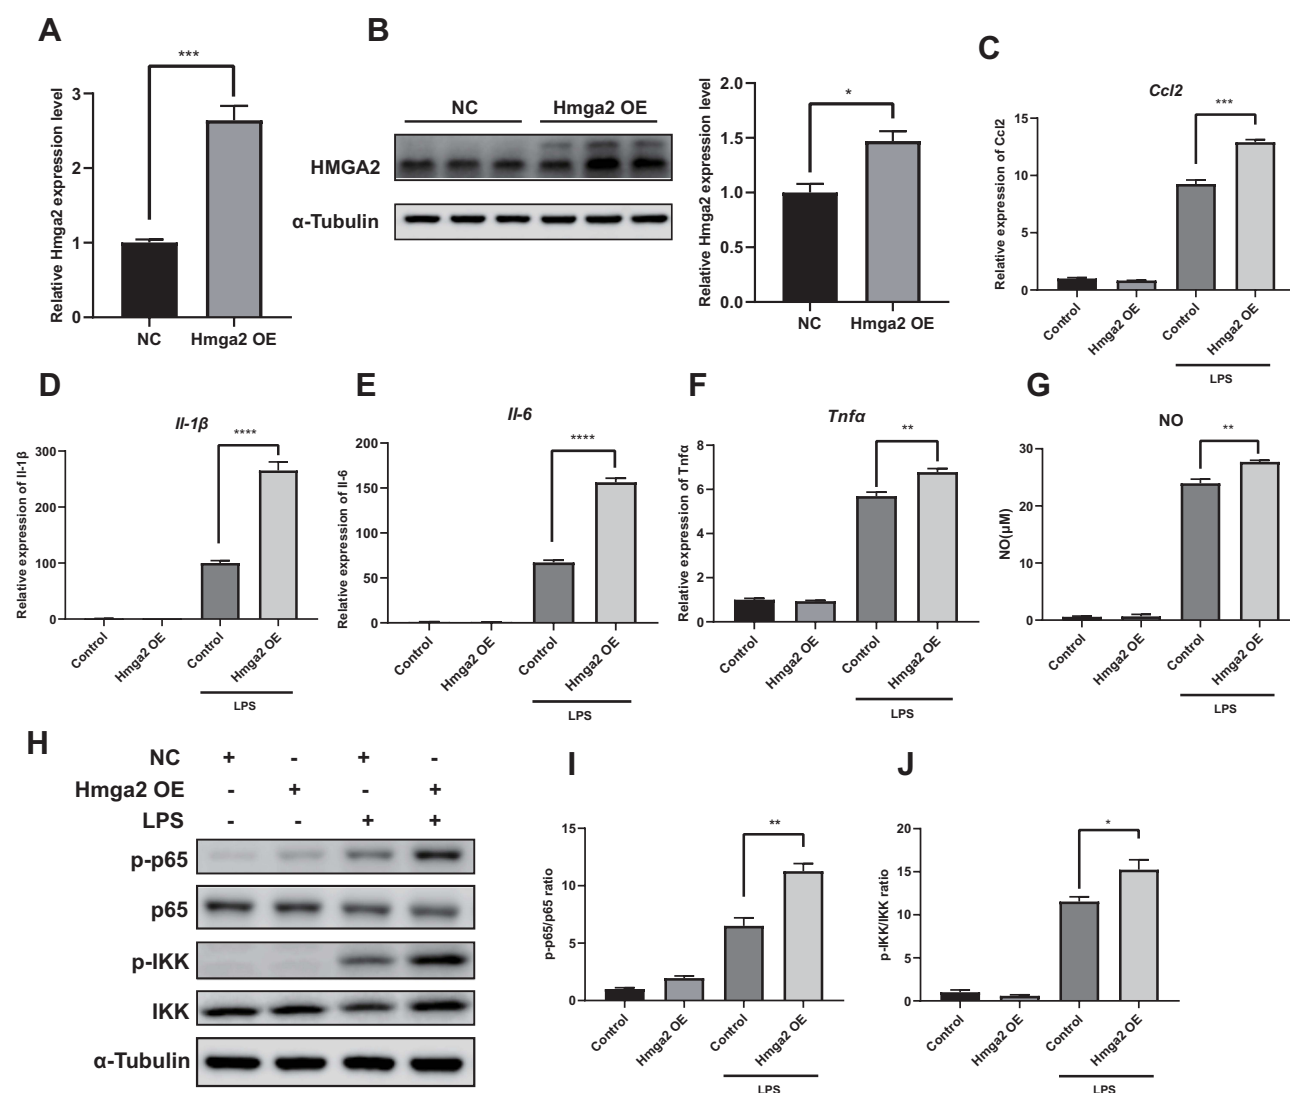 A
***
Relative Hmga2 expression level
3
2
1
0
NC
Hmga2 OE
B
NC
Hmga2 OE
HMGA2
α-Tubulin
Relative Hmga2 expression level
2.0
1.5
1.0
0.5
0.0
*
NC
Hmga2 OE
C
Ccl2
***
Relative expression of Ccl2
15
10
5
0
Control
Hmga2 OE
Control
Hmga2 OE
LPS
D
Il-1β
****
Relative expression of Il-1β
300
200
100
0
Control
Hmga2 OE
Control
Hmga2 OE
LPS
E
Il-6
****
Relative expression of Il-6
200
150
100
50
0
Control
Hmga2 OE
Control
Hmga2 OE
LPS
F
Tnfα
**
Relative expression of Tnfα
8
6
4
2
0
Control
Hmga2 OE
Control
Hmga2 OE
LPS
G
NO
**
NO(μM)
30
20
10
0
Control
Hmga2 OE
Control
Hmga2 OE
LPS
H
NC + - + -
Hmga2 OE - + - +
LPS - - + +
p-p65
p65
p-IKK
IKK
α-Tubulin
I
**
p-p65/p65 ratio
15
10
5
0
Control
Hmga2 OE
Control
Hmga2 OE
LPS
J
*
p-IKK/IKK ratio
20
15
10
5
0
Control
Hmga2 OE
Control
Hmga2 OE
LPS